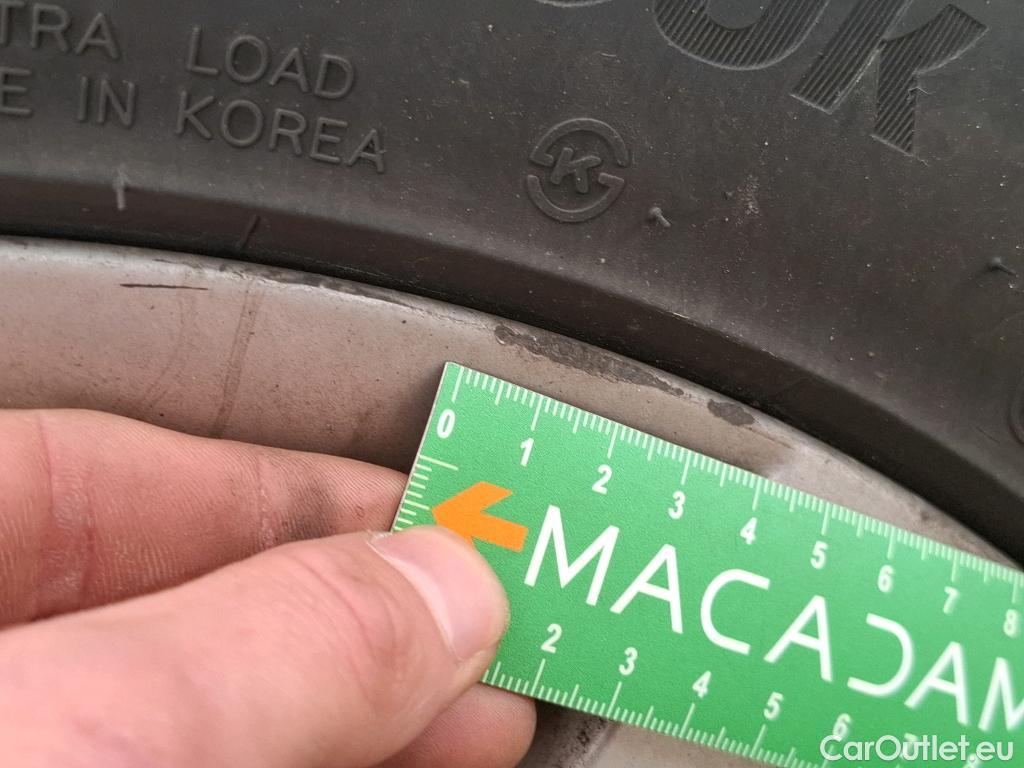 TRA LOAD
E IN KOREA
K
0 1 2 3 4 5 6 7 8
MACADAM
2 3 4 5 6 7
CarOutlet.eu